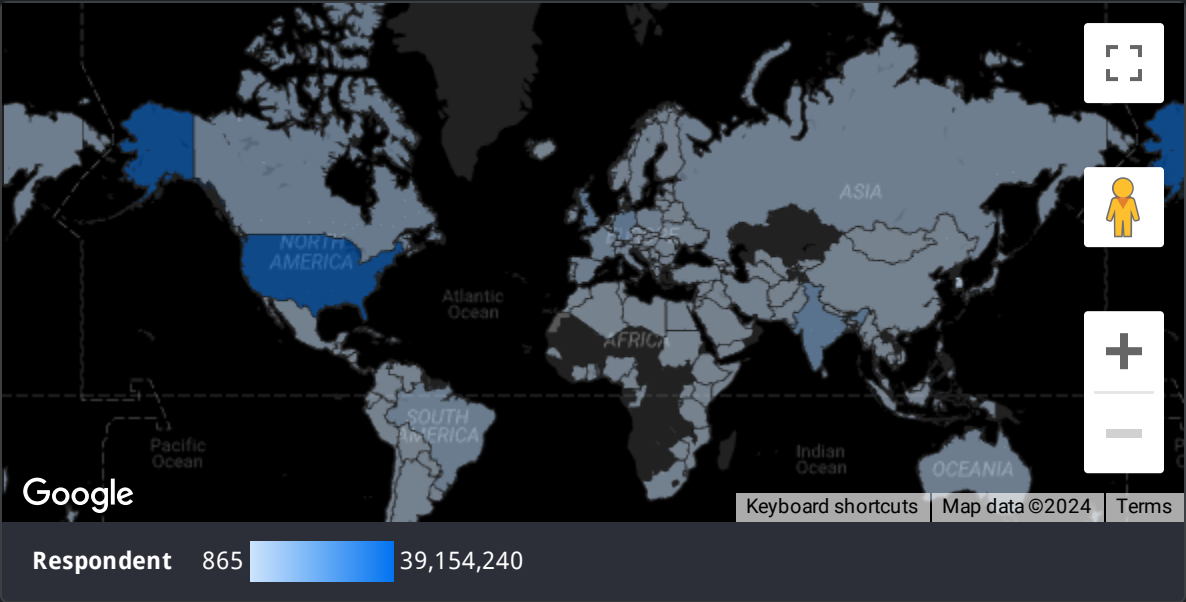 ASIA
NORTH
AMERICA
EUROPE
Atlantic
Ocean
AFRICA
SOUTH
AMERICA
Pacific
Ocean
Indian
Ocean
OCEANIA
Google
Keyboard shortcuts
Map data ©2024
Terms
Respondent 865 39,154,240